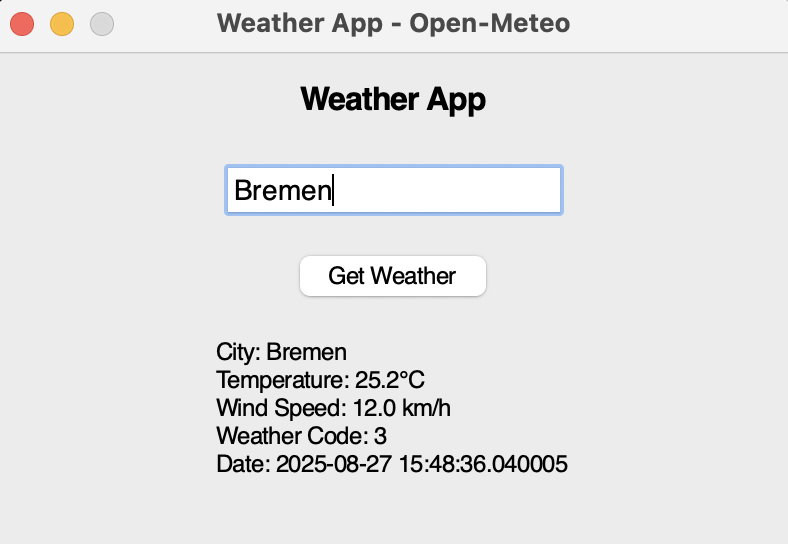 Weather App - Open-Meteo
Weather App
Bremen
Get Weather
City: Bremen
Temperature: 25.2°C
Wind Speed: 12.0 km/h
Weather Code: 3
Date: 2025-08-27 15:48:36.040005